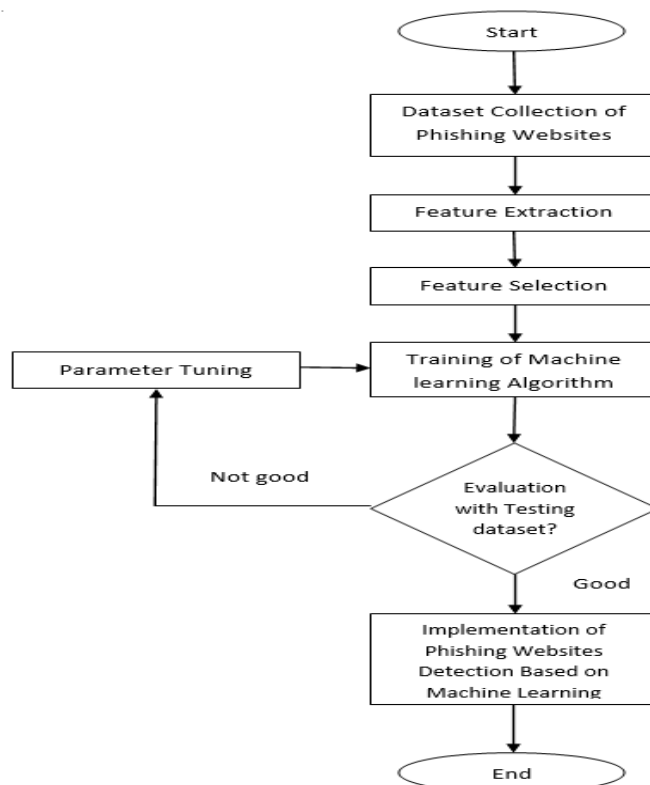 Start
Dataset Collection of
Phishing Websites
Feature Extraction
Feature Selection
Parameter Tuning
Training of Machine
learning Algorithm
Not good
Evaluation
with Testing
dataset?
Good
Implementation of
Phishing Websites
Detection Based on
Machine Learning
End